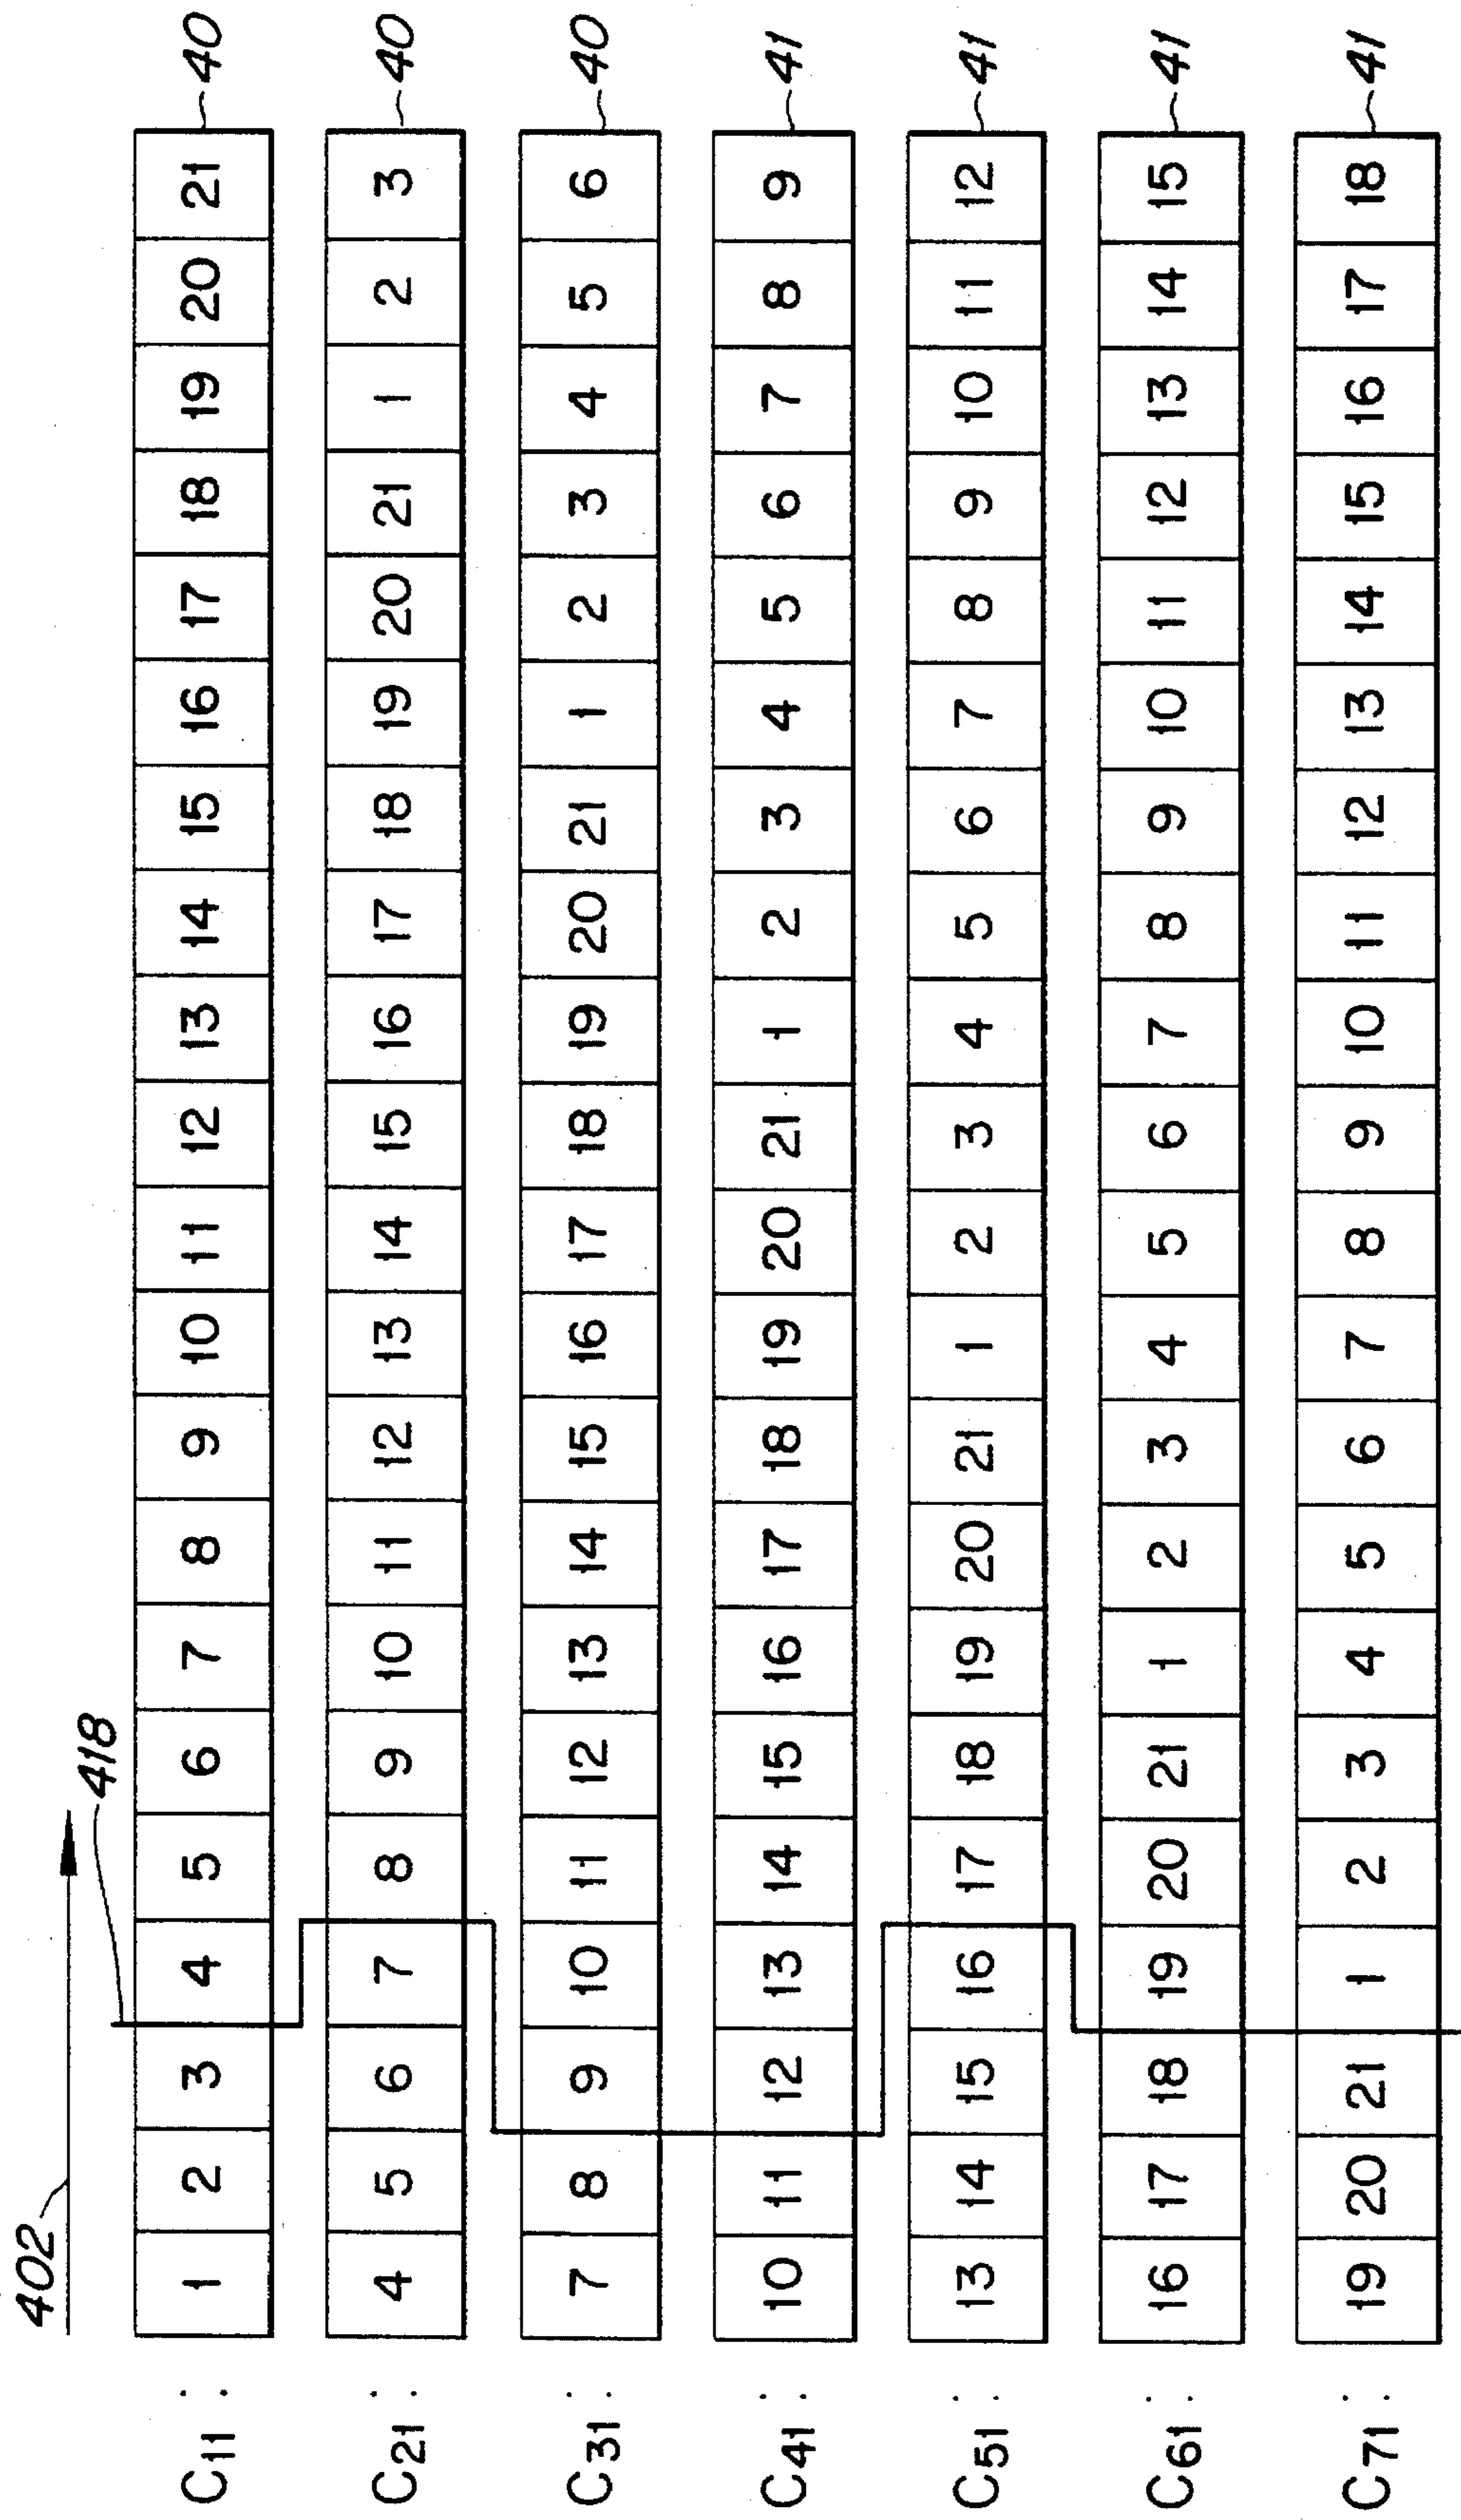 402 418
C11 : 1 2 3 4 5 6 7 8 9 10 11 12 13 14 15 16 17 18 19 20 21 40
C21 : 4 5 6 7 8 9 10 11 12 13 14 15 16 17 18 19 20 21 1 2 3 40
C31 : 7 8 9 10 11 12 13 14 15 16 17 18 19 20 21 1 2 3 4 5 6 40
C41 : 10 11 12 13 14 15 16 17 18 19 20 21 1 2 3 4 5 6 7 8 9 41
C51 : 13 14 15 16 17 18 19 20 21 1 2 3 4 5 6 7 8 9 10 11 12 41
C61 : 16 17 18 19 20 21 1 2 3 4 5 6 7 8 9 10 11 12 13 14 15 41
C71 : 19 20 21 1 2 3 4 5 6 7 8 9 10 11 12 13 14 15 16 17 18 41